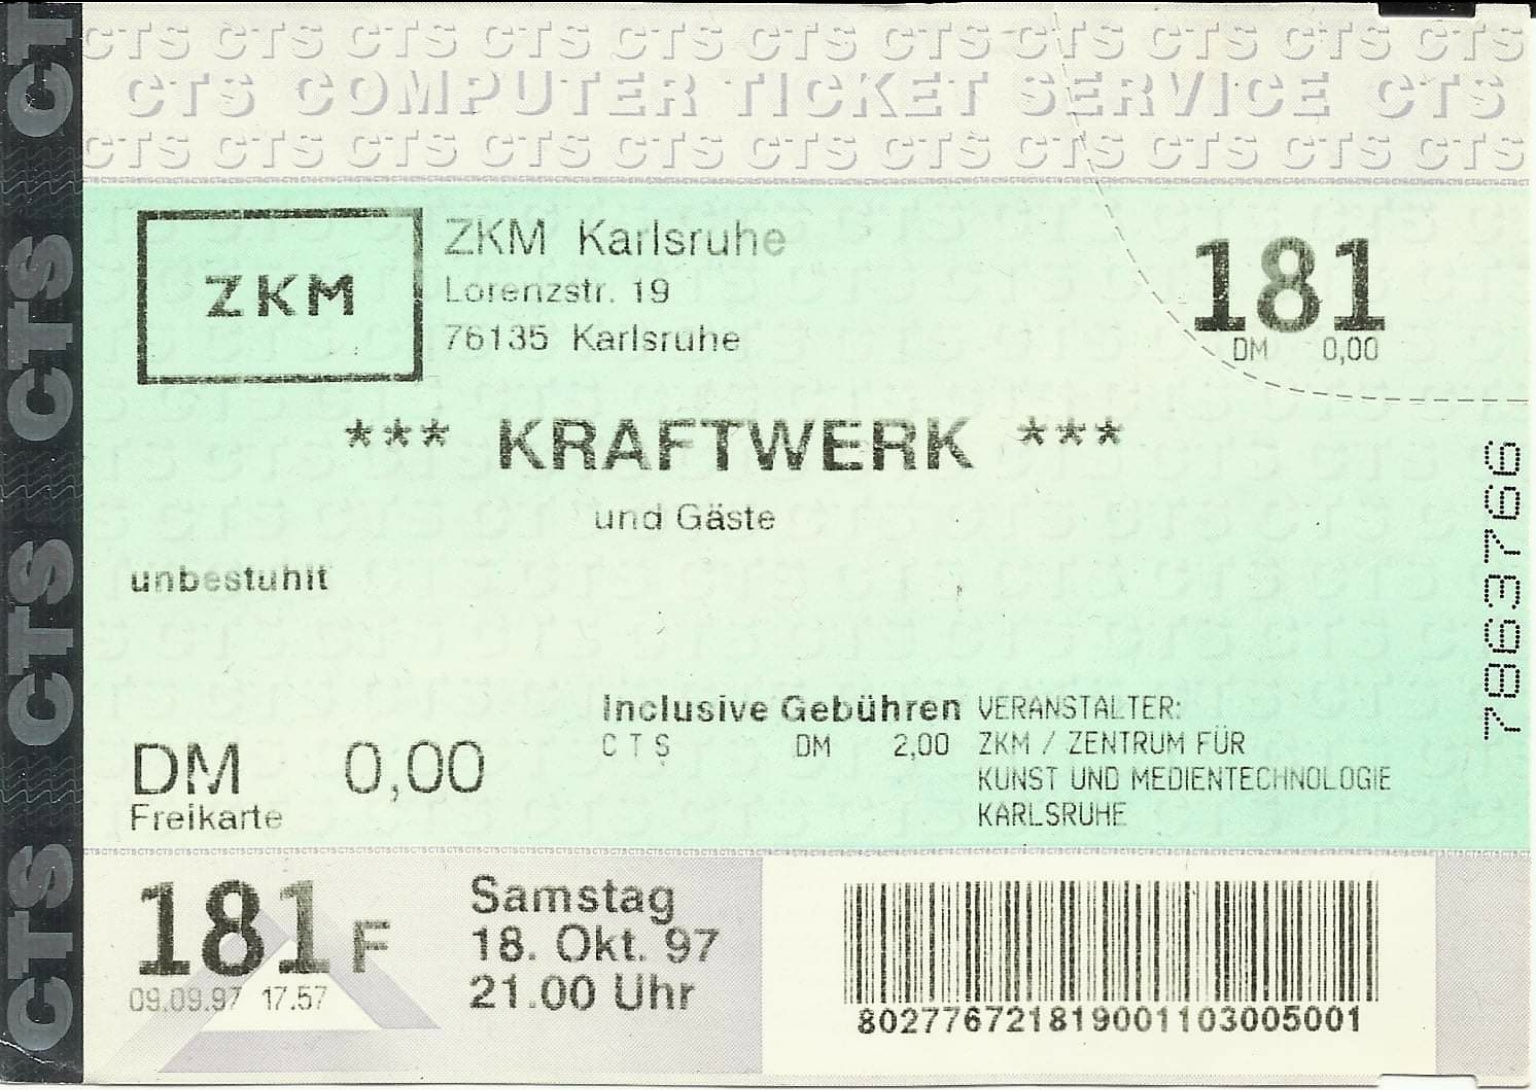 CTS CTS CTS CTS CTS CTS CTS CTS CTS CTS CTS
CTS COMPUTER TICKET SERVICE CTS
CTS CTS CTS CTS CTS CTS CTS CTS CTS CTS CTS
CTS CTS CTS CT
ZKM
ZKM Karlsruhe
Lorenzstr. 19
76135 Karlsruhe
181
DM 0,00
*** KRAFTWERK ***
und Gäste
unbestuhlt
7863766
Inclusive Gebühren
CTS DM 2,00
VERANSTALTER:
ZKM / ZENTRUM FÜR
KUNST UND MEDIENTECHNOLOGIE
KARLSRUHE
DM 0,00
Freikarte
181 F
09.09.97 17.57
Samstag
18. Okt. 97
21.00 Uhr
802776721819001103005001